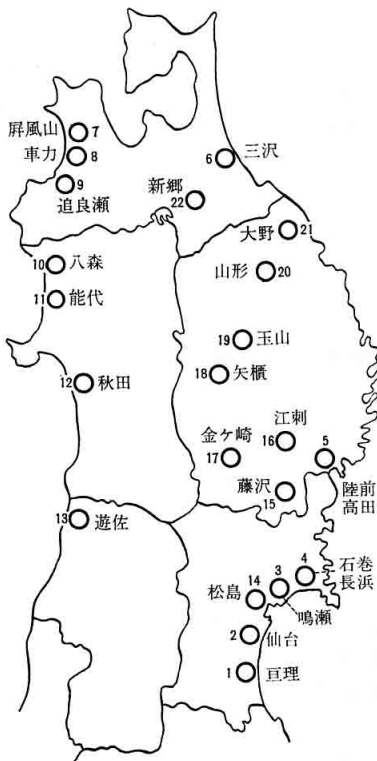 屏風山 7
車力 8
9
追良瀬
6 三沢
新郷
22
大野 21
山形 20
10 八森
11 能代
19 玉山
18 矢櫃
12 秋田
江刺
16
金ケ崎
17
5
陸前
高田
藤沢
15
13 遊佐
4 石巻
長浜
3
鳴瀬
14
松島
2 仙台
1 亘理